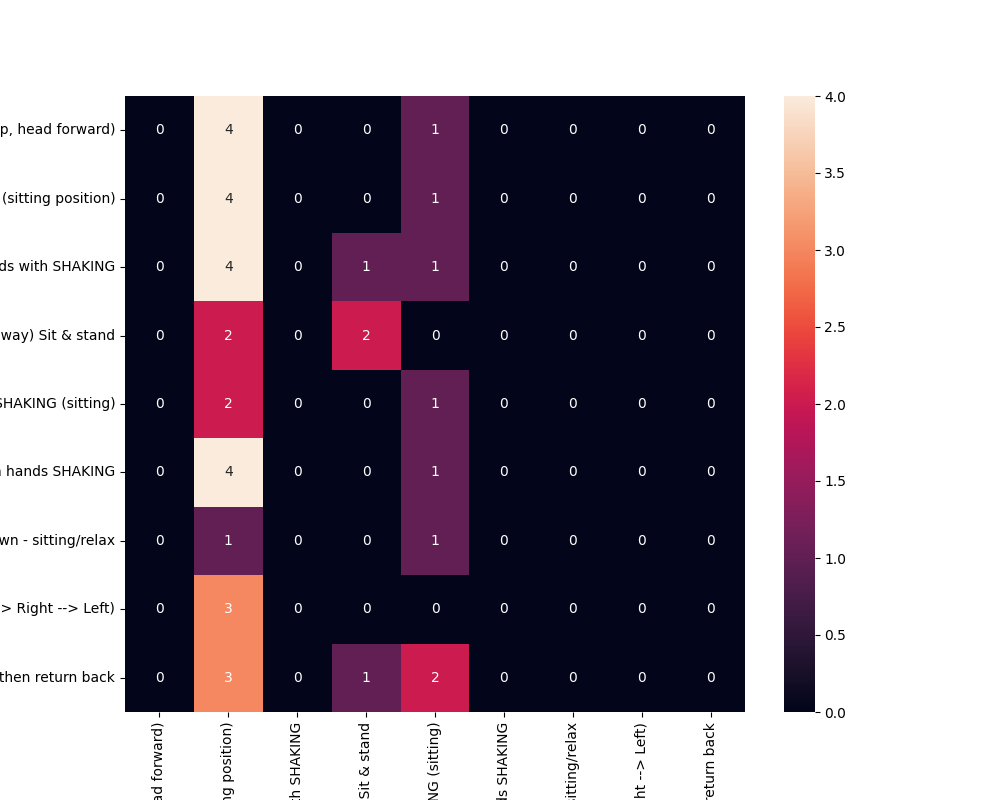 p, head forward) 0 4 0 0 1 0 0 0 0
(sitting position) 0 4 0 0 1 0 0 0 0
ds with SHAKING 0 4 0 1 1 0 0 0 0
way) Sit & stand 0 2 0 2 0 0 0 0 0
SHAKING (sitting) 0 2 0 0 1 0 0 0 0
hands SHAKING 0 4 0 0 1 0 0 0 0
wn - sitting/relax 0 1 0 0 1 0 0 0 0
> Right --> Left) 0 3 0 0 0 0 0 0 0
then return back 0 3 0 1 2 0 0 0 0
ad forward)
ng position)
th SHAKING
Sit & stand
NG (sitting)
ds SHAKING
sitting/relax
ht --> Left)
return back
4.0
3.5
3.0
2.5
2.0
1.5
1.0
0.5
0.0